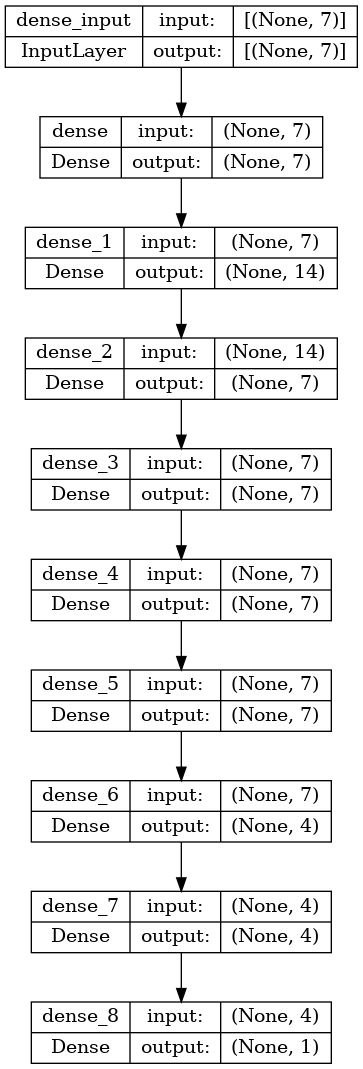 dense_input input: [(None, 7)]
InputLayer output: [(None, 7)]
dense input: (None, 7)
Dense output: (None, 7)
dense_1 input: (None, 7)
Dense output: (None, 14)
dense_2 input: (None, 14)
Dense output: (None, 7)
dense_3 input: (None, 7)
Dense output: (None, 7)
dense_4 input: (None, 7)
Dense output: (None, 7)
dense_5 input: (None, 7)
Dense output: (None, 7)
dense_6 input: (None, 7)
Dense output: (None, 4)
dense_7 input: (None, 4)
Dense output: (None, 4)
dense_8 input: (None, 4)
Dense output: (None, 1)